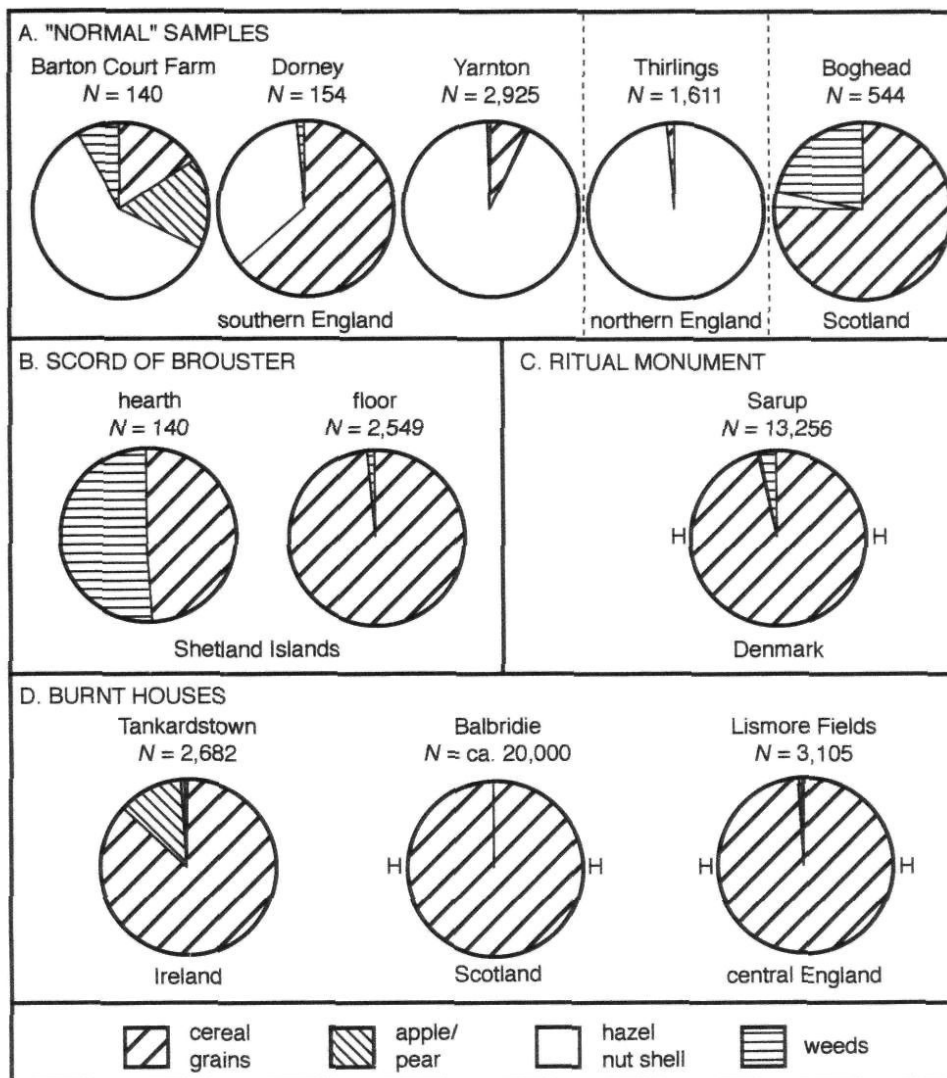 A. "NORMAL" SAMPLES
Barton Court Farm
N = 140
Dorney
N = 154
Yarnton
N = 2,925
Thirlings
N = 1,611
Boghead
N = 544
southern England
northern England
Scotland
B. SCORD OF BROUSTER
hearth
N = 140
floor
N = 2,549
Shetland Islands
C. RITUAL MONUMENT
Sarup
N = 13,256
H
H
Denmark
D. BURNT HOUSES
Tankardstown
N = 2,682
Balbridie
N = ca. 20,000
Lismore Fields
N = 3,105
H
H
H
H
Ireland
Scotland
central England
cereal
grains
apple/
pear
hazel
nut shell
weeds